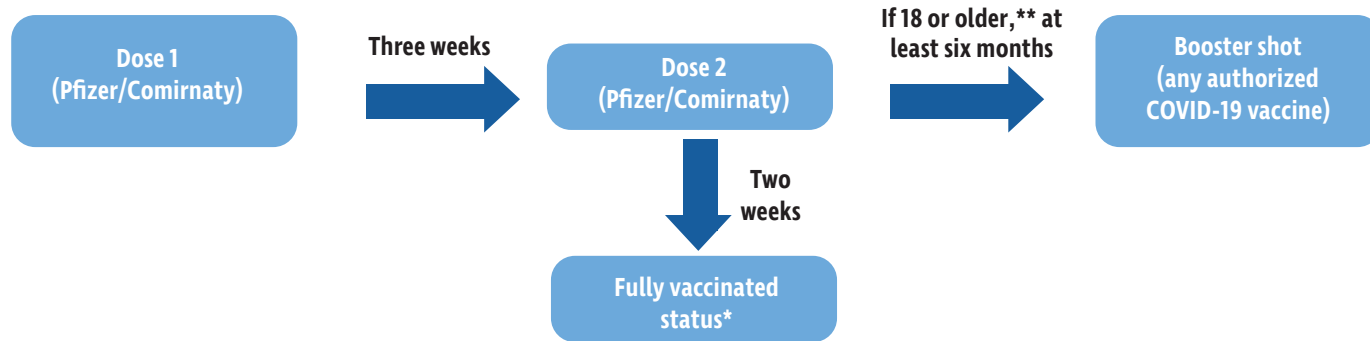 Dose 1
(Pfizer/Comirnaty)
Three weeks
Dose 2
(Pfizer/Comirnaty)
If 18 or older,** at
least six months
Booster shot
(any authorized
COVID-19 vaccine)
Two
weeks
Fully vaccinated
status*